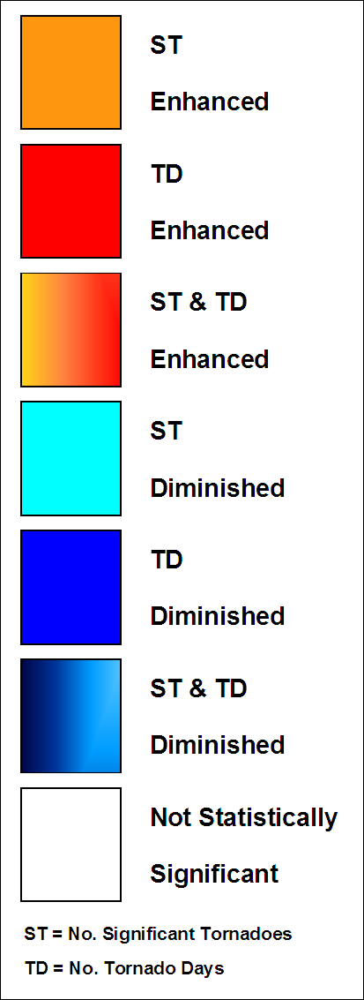 ST
Enhanced
TD
Enhanced
ST & TD
Enhanced
ST
Diminished
TD
Diminished
ST & TD
Diminished
Not Statistically
Significant
ST = No. Significant Tornadoes
TD = No. Tornado Days